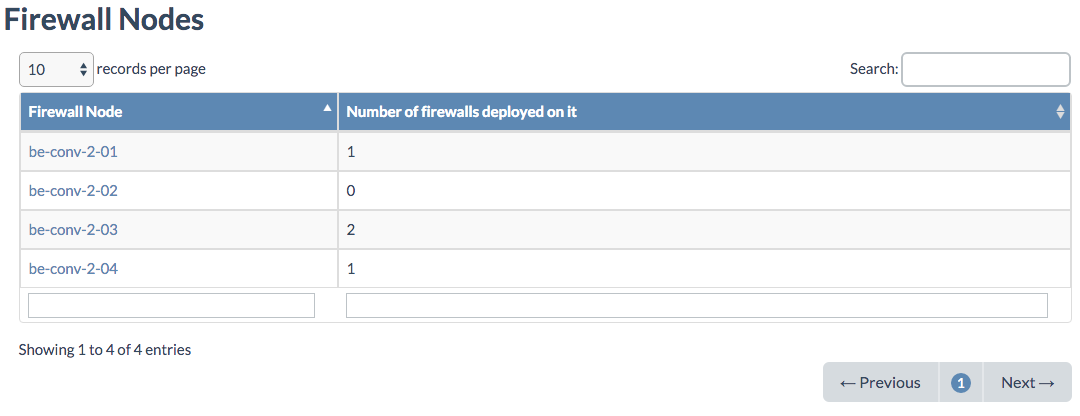 Firewall Nodes
10 records per page Search:
Firewall Node Number of firewalls deployed on it
be-conv-2-01 1
be-conv-2-02 0
be-conv-2-03 2
be-conv-2-04 1
Showing 1 to 4 of 4 entries
← Previous 1 Next →